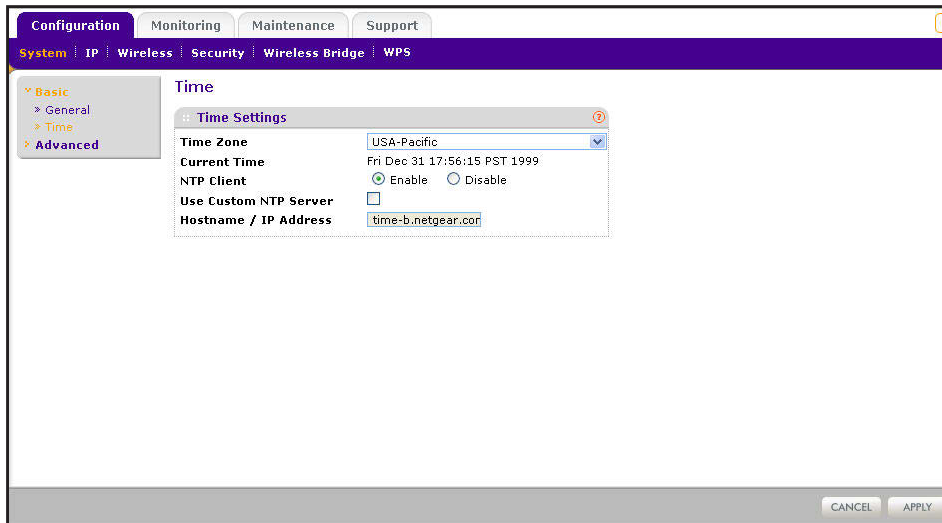 Configuration Monitoring Maintenance Support
System IP Wireless Security Wireless Bridge WPS
Basic
» General
» Time
Advanced
Time
Time Settings ?
Time Zone USA-Pacific
Current Time Fri Dec 31 17:56:15 PST 1999
NTP Client Enable Disable
Use Custom NTP Server
Hostname / IP Address time-b.netgear.cor
CANCEL APPLY